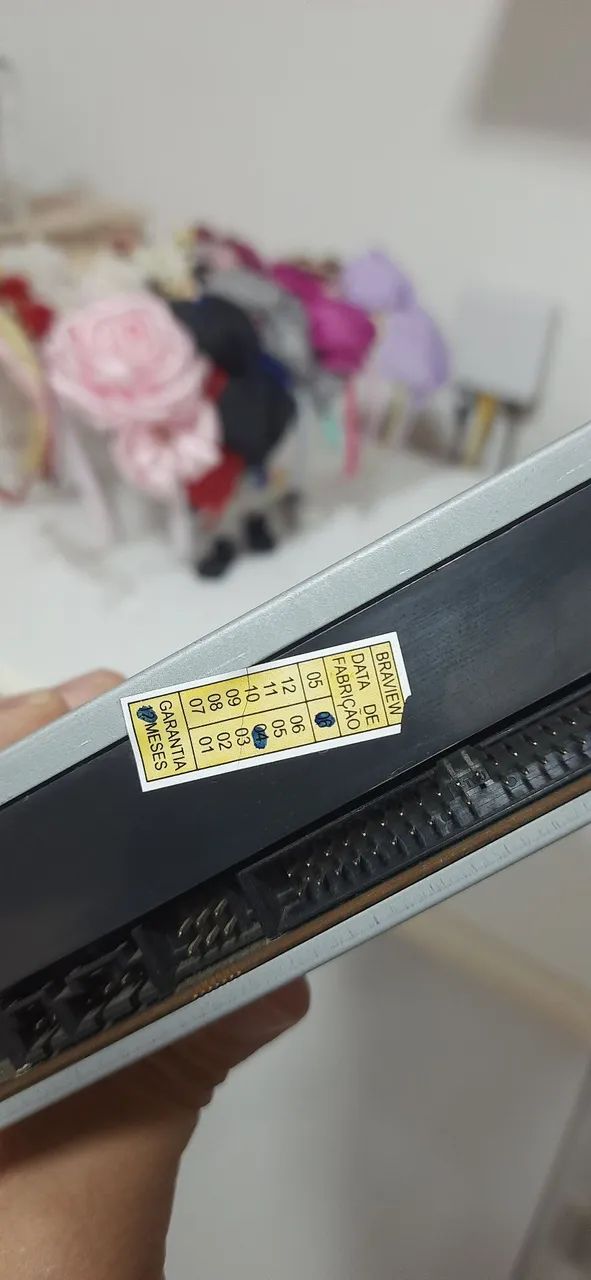 BRAVIEW
DATA DE
FABRIÇÃO
05 06
12 06
11 05
10 04
09 03
08 02
07 01
GARANTIA
12 MESES